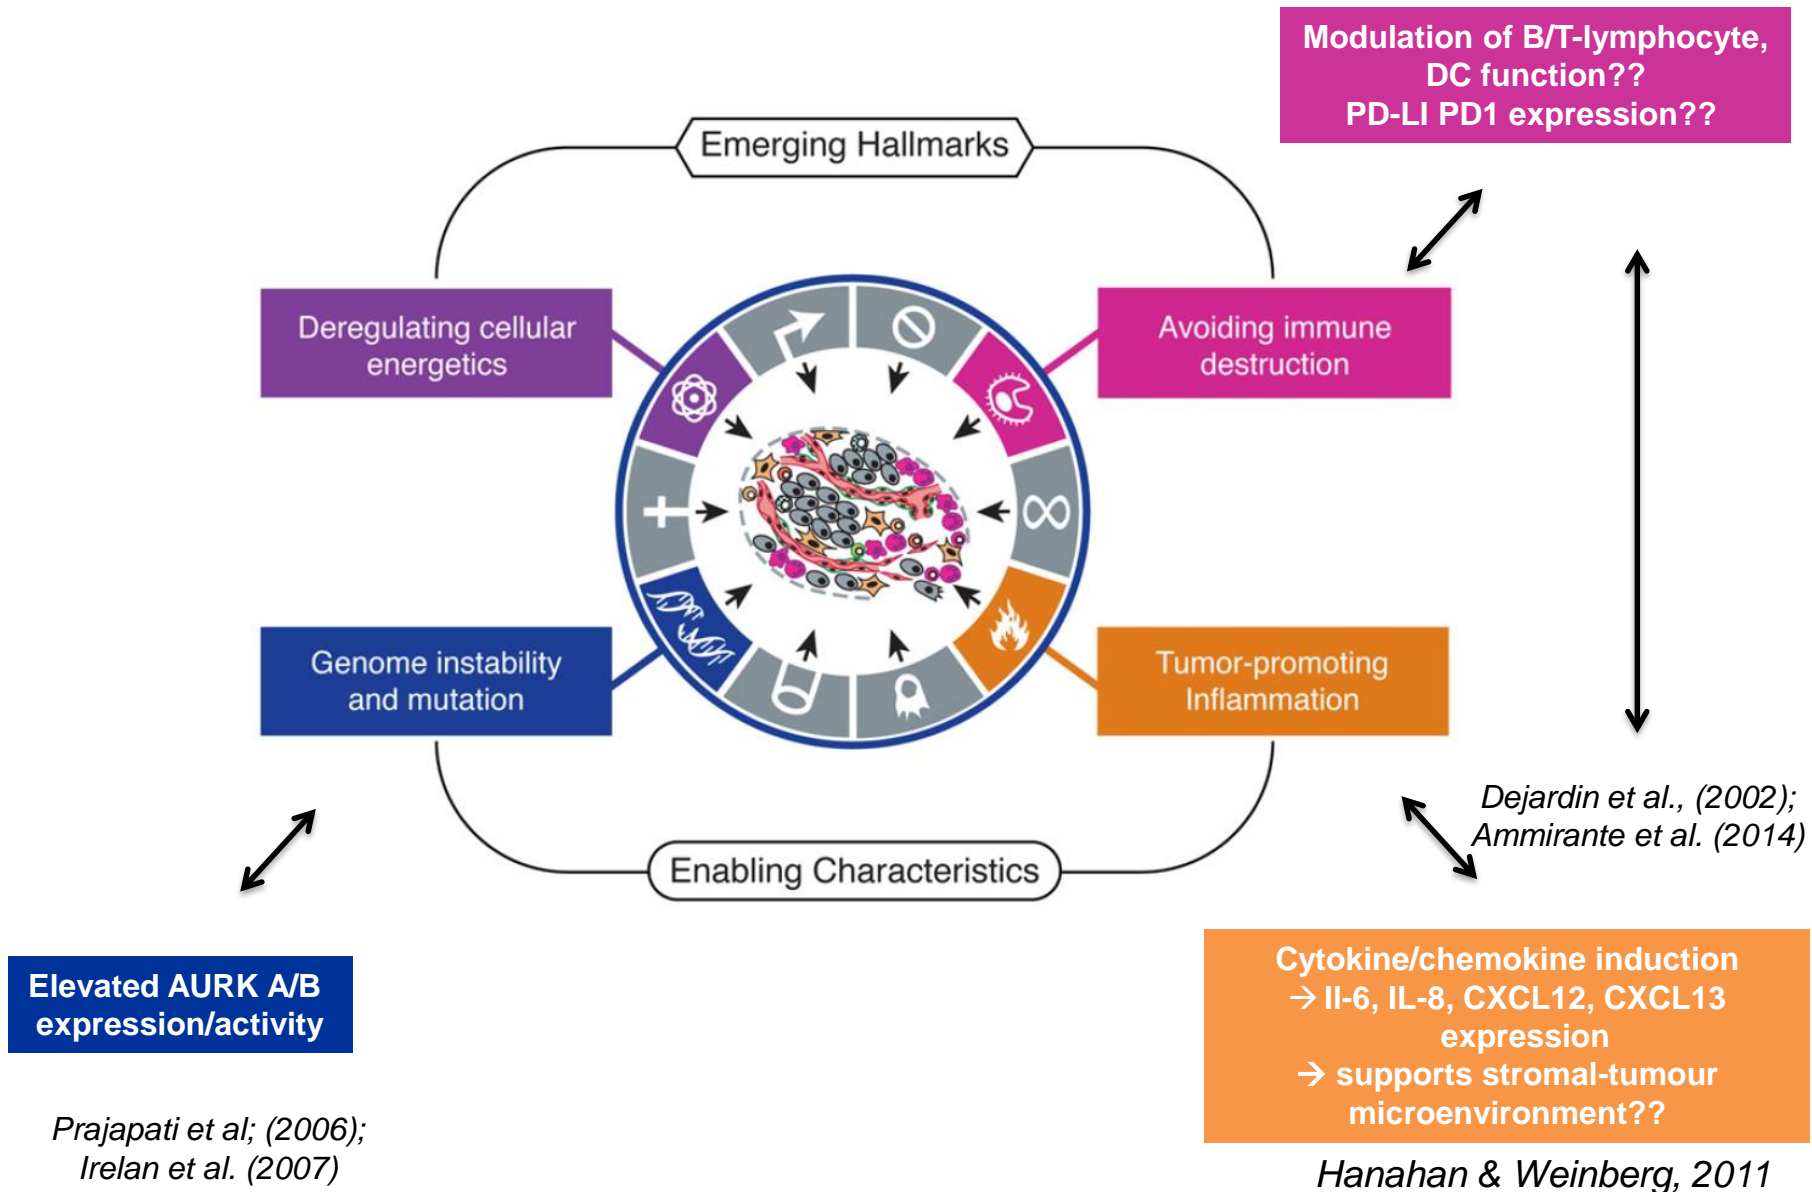 Modulation of B/T-lymphocyte,
DC function??
PD-LI PD1 expression??
Emerging Hallmarks
Deregulating cellular
energetics
Avoiding immune
destruction
Genome instability
and mutation
Tumor-promoting
Inflammation
Dejardin et al., (2002);
Ammirante et al. (2014)
Enabling Characteristics
Elevated AURK A/B
expression/activity
Cytokine/chemokine induction
→ Il-6, IL-8, CXCL12, CXCL13
expression
→ supports stromal-tumour
microenvironment??
Prajapati et al; (2006);
Irelan et al. (2007)
Hanahan & Weinberg, 2011